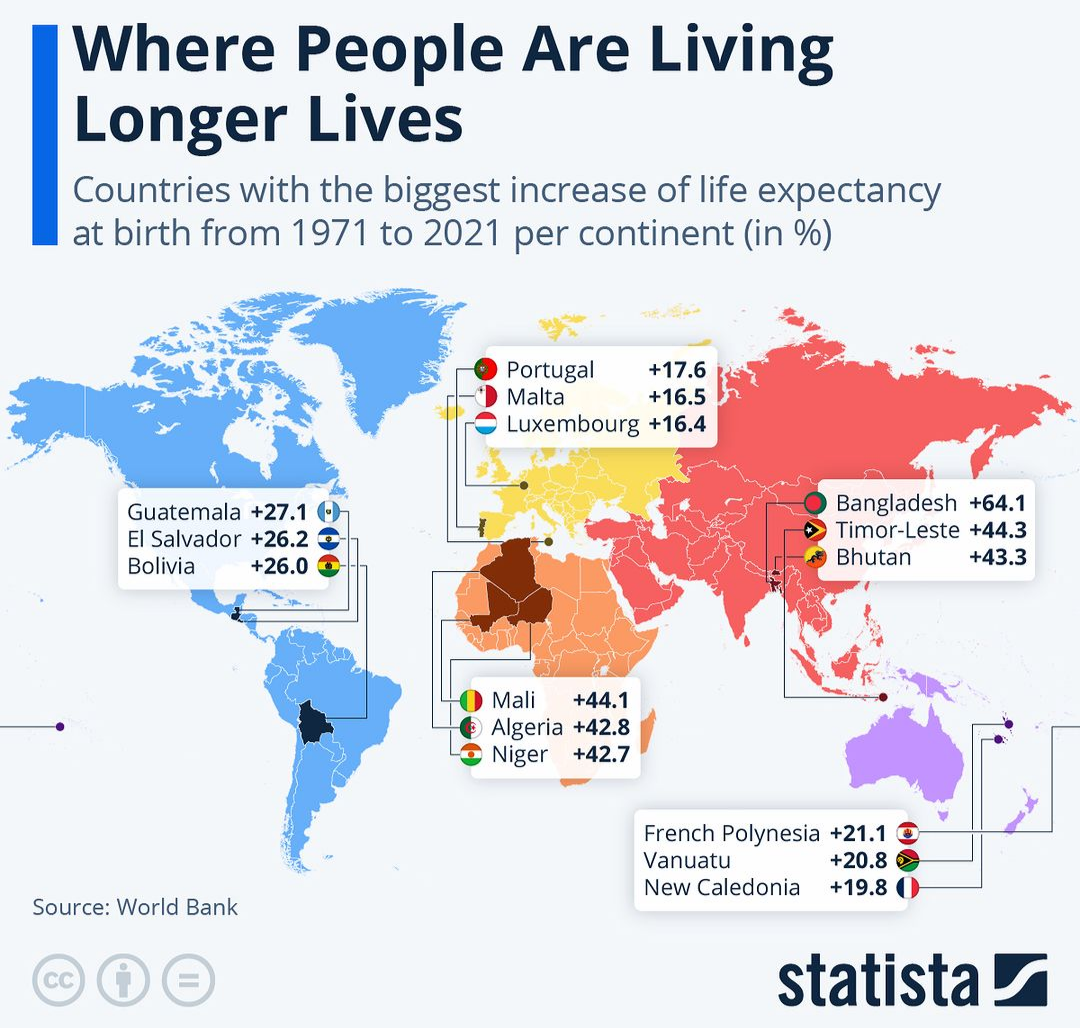 Where People Are Living
Longer Lives
Countries with the biggest increase of life expectancy
at birth from 1971 to 2021 per continent (in %)
Portugal +17.6
Malta +16.5
Luxembourg +16.4
Guatemala +27.1
El Salvador +26.2
Bolivia +26.0
Bangladesh +64.1
Timor-Leste +44.3
Bhutan +43.3
Mali +44.1
Algeria +42.8
Niger +42.7
French Polynesia +21.1
Vanuatu +20.8
New Caledonia +19.8
Source: World Bank
cc
statista